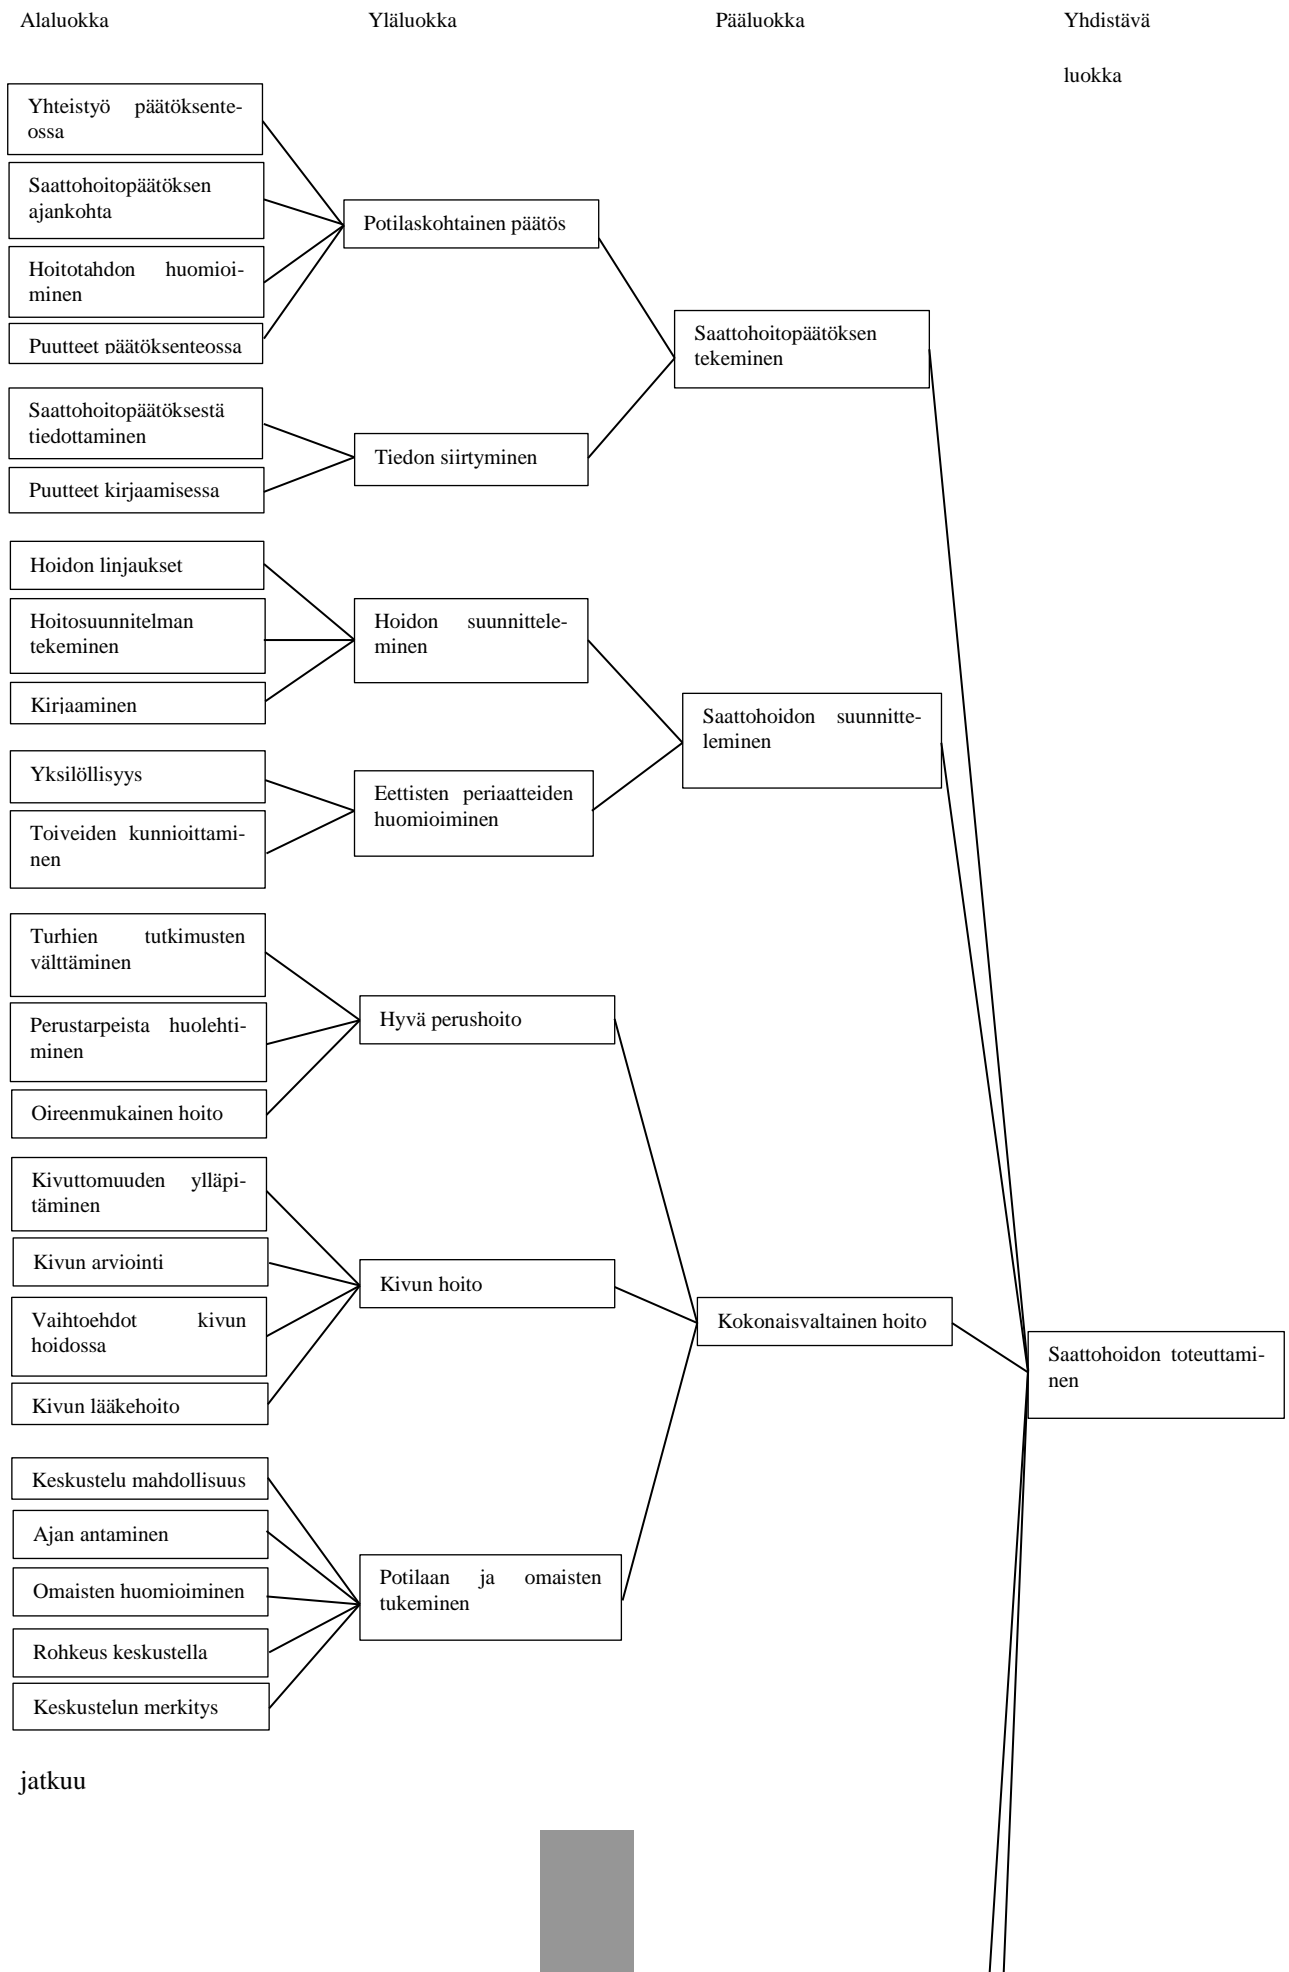 Alaluokka
Yläluokka
Pääluokka
Yhdistävä
luokka
Yhteistyö päätöksente-
ossa
Saattohoitopäätöksen
ajankohta
Hoitotahdon huomioi-
minen
Puutteet päätöksenteossa
Saattohoitopäätöksestä
tiedottaminen
Puutteet kirjaamisessa
Hoidon linjaukset
Hoitosuunnitelman
tekeminen
Kirjaaminen
Yksilöllisyys
Toiveiden kunnioittami-
nen
Turhien tutkimusten
välttäminen
Perustarpeista huolehti-
minen
Oireenmukainen hoito
Kivuttomuuden ylläpi-
täminen
Kivun arviointi
Vaihtoehdot kivun
hoidossa
Kivun lääkehoito
Keskustelu mahdollisuus
Ajan antaminen
Omaisten huomioiminen
Rohkeus keskustella
Keskustelun merkitys
Potilaskohtainen päätös
Tiedon siirtyminen
Hoidon suunnittele-
minen
Eettisten periaatteiden
huomioiminen
Hyvä perushoito
Kivun hoito
Potilaan ja omaisten
tukeminen
Saattohoitopäätöksen
tekeminen
Saattohoidon suunnitte-
leminen
Kokonaisvaltainen hoito
Saattohoidon toteuttami-
nen
jatkuu